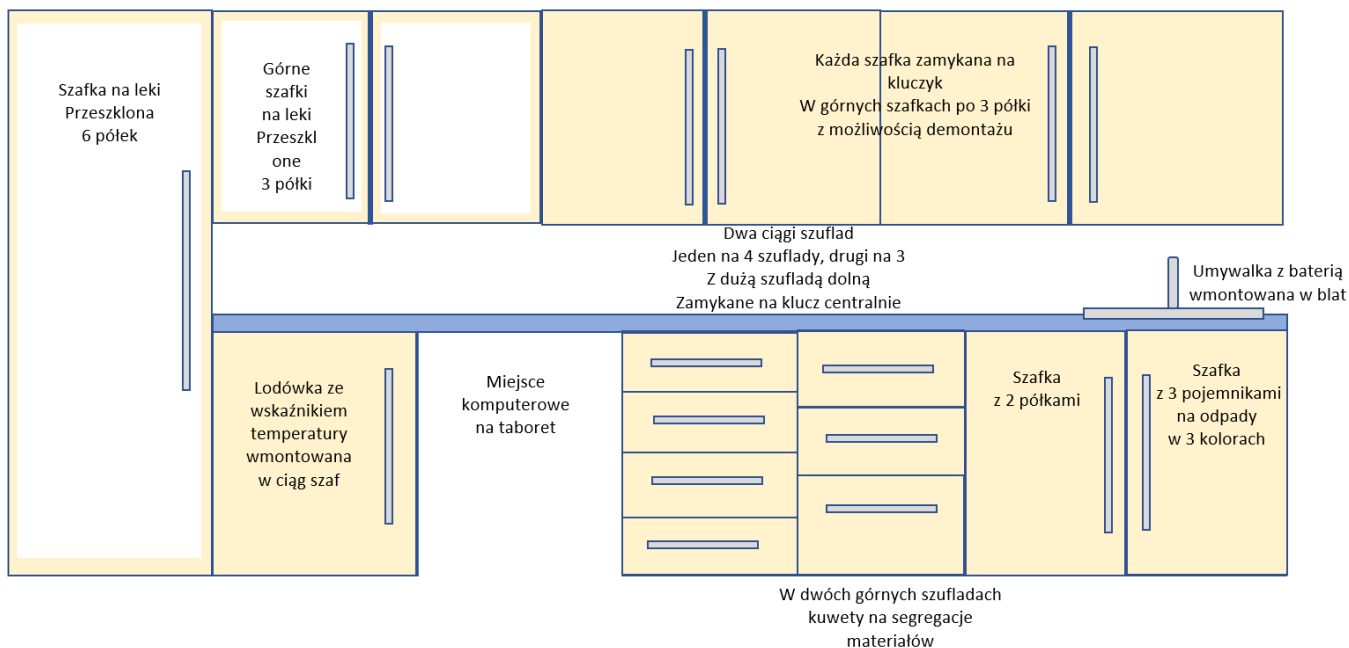 Szafka na leki
Przeszklona
6 półek
Górne
szafki
na leki
Przeszkl
one
3 półki
Każda szafka zamykana na
kluczyk
W górnych szafkach po 3 półki
z możliwością demontażu
Dwa ciągi szuflad
Jeden na 4 szuflady, drugi na 3
Z dużą szufladą dolną
Zamykane na klucz centralnie
Umywalka z baterią
wmontowana w blat
Lodówka ze
wskaźnikiem
temperatury
wmontowana
w ciąg szaf
Miejsce
komputerowe
na taboret
Szafka
z 2 półkami
Szafka
z 3 pojemnikami
na odpady
w 3 kolorach
W dwóch górnych szufladach
kuwety na segregacje
materiałów